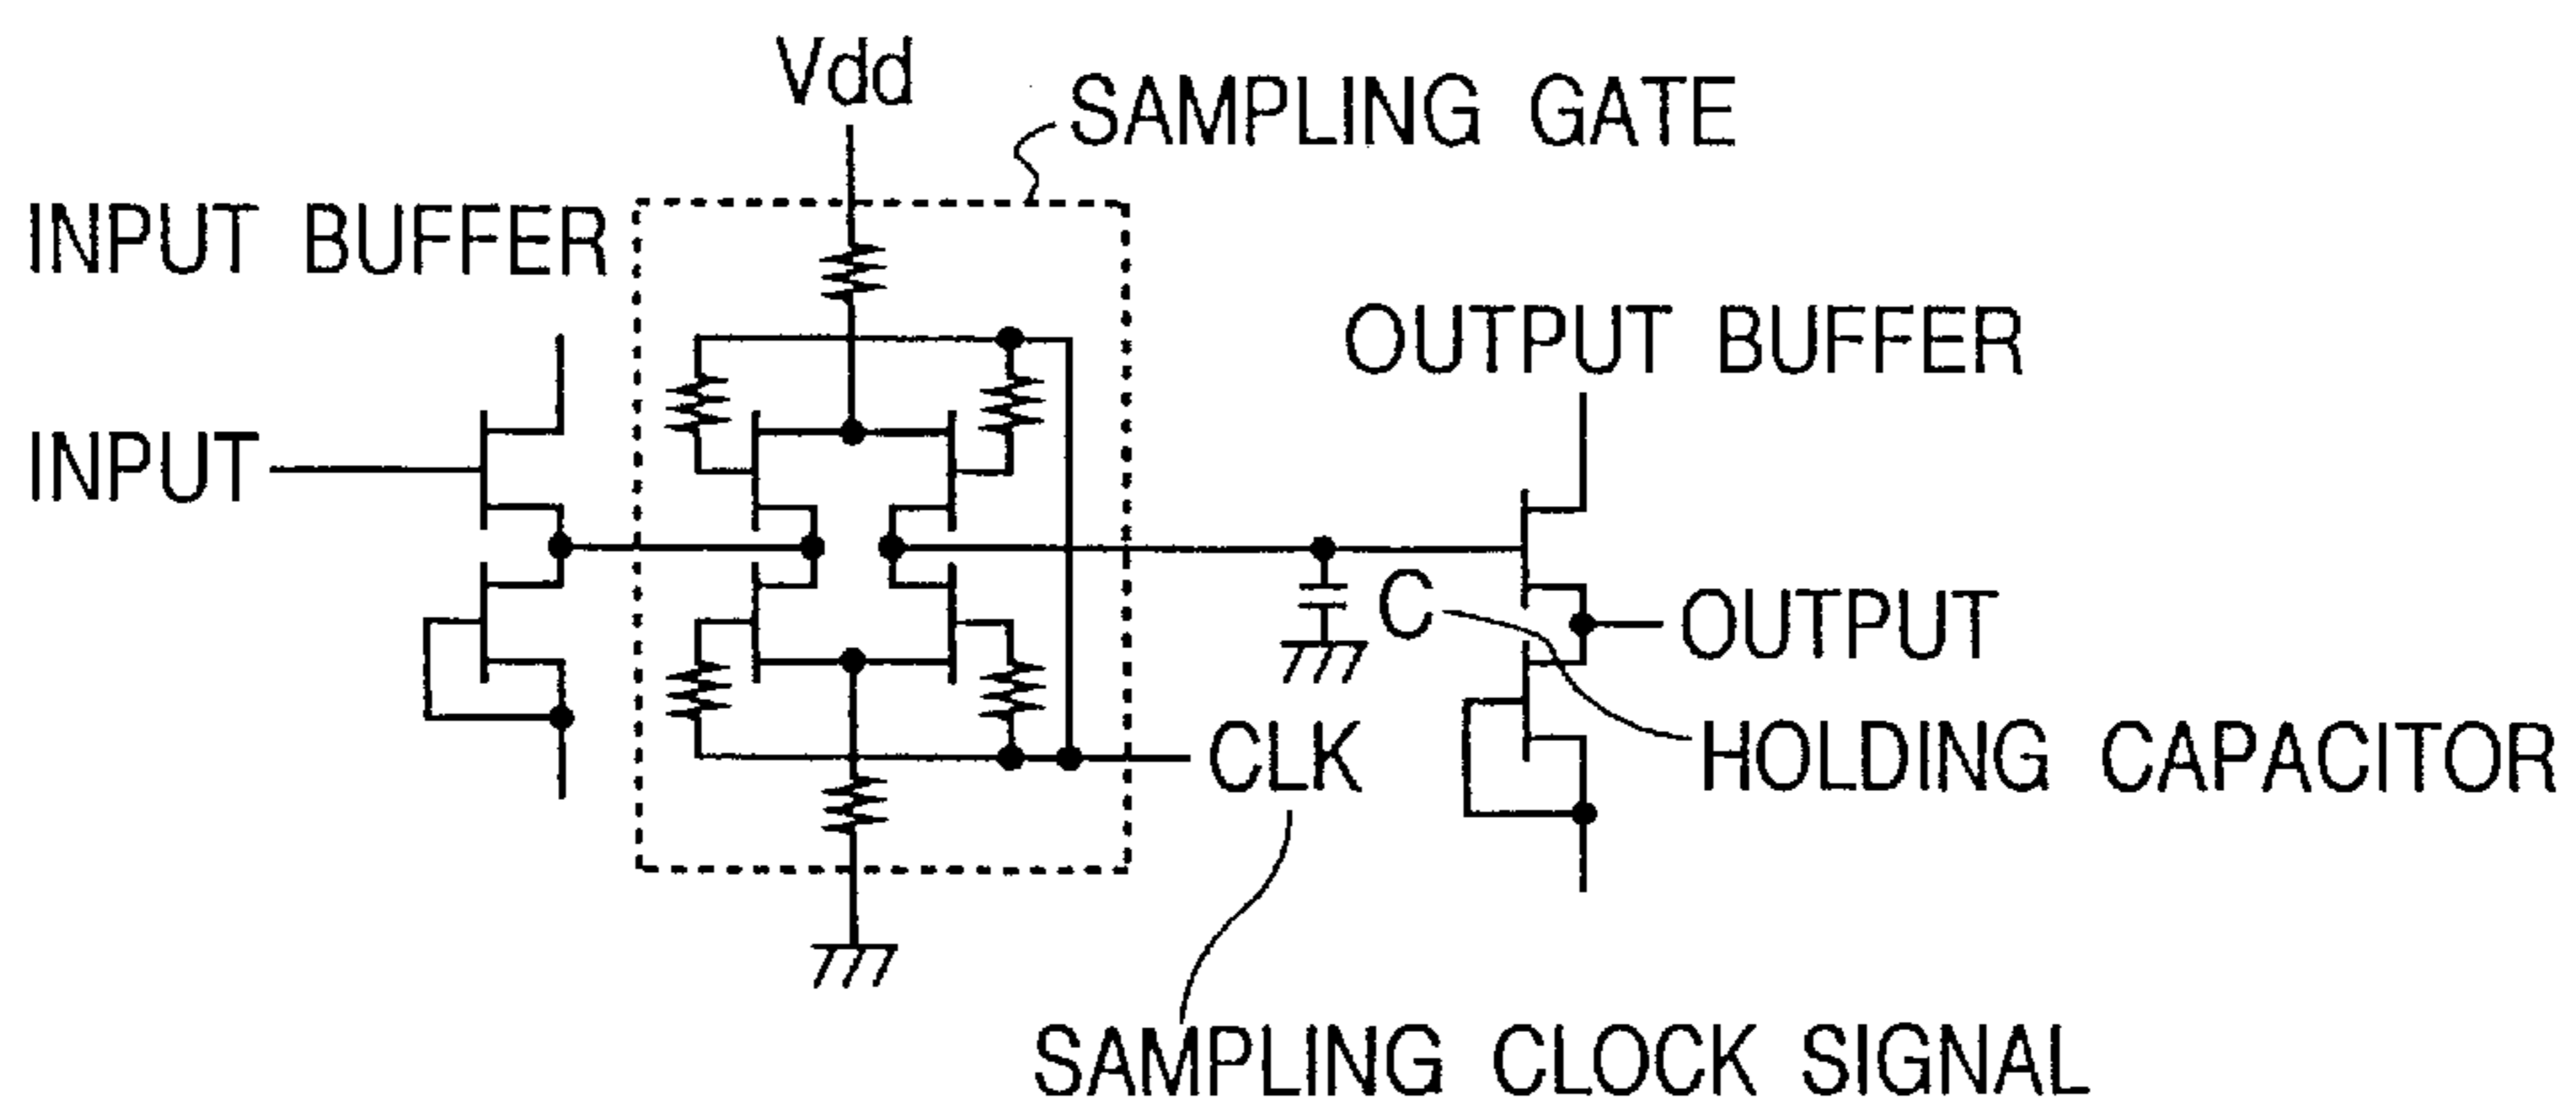 Vdd
SAMPLING GATE
INPUT BUFFER
OUTPUT BUFFER
INPUT
C
OUTPUT
CLK
HOLDING CAPACITOR
SAMPLING CLOCK SIGNAL